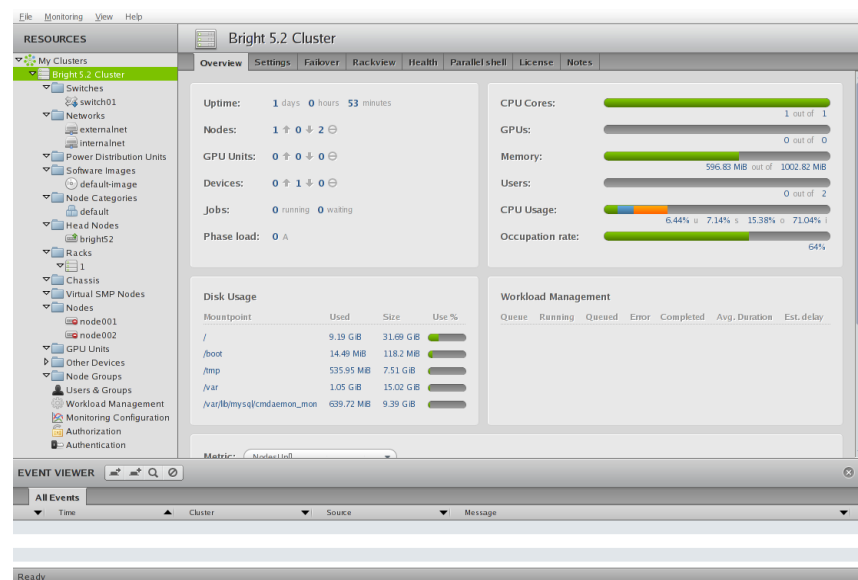 File Monitoring View Help
RESOURCES
My Clusters
Bright 5.2 Cluster
Switches
switch01
Networks
externalnet
internalnet
Power Distribution Units
Software Images
default-image
Node Categories
default
Head Nodes
bright52
Racks
1
Chassis
Virtual SMP Nodes
Nodes
node001
node002
GPU Units
Other Devices
Node Groups
Users & Groups
Workload Management
Monitoring Configuration
Authorization
Authentication
Bright 5.2 Cluster
Overview Settings Failover Rackview Health Parallel shell License Notes
Uptime: 1 days 0 hours 53 minutes
Nodes: 1 0 2
GPU Units: 0 0 0
Devices: 0 1 0
Jobs: 0 running 0 waiting
Phase load: 0 A
CPU Cores:
1 out of 1
GPUs:
0 out of 0
Memory:
596.83 MiB out of 1002.82 MiB
Users:
0 out of 2
CPU Usage:
6.44% u 7.14% s 15.38% o 71.04% i
Occupation rate:
64%
Disk Usage
Mountpoint Used Size Use %
/ 9.19 GiB 31.69 GiB
/boot 14.49 MiB 118.2 MiB
/tmp 535.95 MiB 7.51 GiB
/var 1.05 GiB 15.02 GiB
/var/lib/mysql/cmdaemon_mon 639.72 MiB 9.39 GiB
Workload Management
Queue Running Queued Error Completed Avg. Duration Est. delay
Metric: NodesUp[]
EVENT VIEWER
All Events
Time Cluster Source Message
Ready